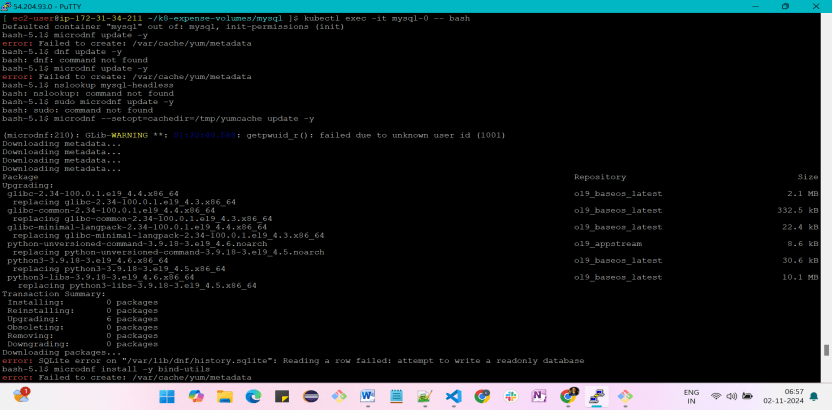 54.204.93.0 - PuTTY
[ ec2-user@ip-172-31-34-211 ~/k8-expense-volumes/mysql ]$ kubectl exec -it mysql-0 -- bash
Defaulted container "mysql" out of: mysql, init-permissions (init)
bash-5.1$ microdnf update -y
error: Failed to create: /var/cache/yum/metadata
bash-5.1$ dnf update -y
bash: dnf: command not found
bash-5.1$ microdnf update -y
error: Failed to create: /var/cache/yum/metadata
bash-5.1$ nslookup mysql-headless
bash: nslookup: command not found
bash-5.1$ sudo microdnf update -y
bash: sudo: command not found
bash-5.1$ microdnf --setopt=cachedir=/tmp/yumcache update -y
(microdnf:210): GLib-WARNING **: : getpwuid_r(): failed due to unknown user id (1001)
Downloading metadata...
Downloading metadata...
Downloading metadata...
Downloading metadata...
Package Repository Size
Upgrading:
glibc-2.34-100.0.1.el9_4.4.x86_64 ol9_baseos_latest 2.1 MB
replacing glibc-2.34-100.0.1.el9_4.3.x86_64
glibc-common-2.34-100.0.1.el9_4.4.x86_64 ol9_baseos_latest 332.5 kB
replacing glibc-common-2.34-100.0.1.el9_4.3.x86_64
glibc-minimal-langpack-2.34-100.0.1.el9_4.4.x86_64 ol9_baseos_latest 22.4 kB
replacing glibc-minimal-langpack-2.34-100.0.1.el9_4.3.x86_64
python-unversioned-command-3.9.18-3.el9_4.6.noarch ol9_appstream 8.6 kB
replacing python-unversioned-command-3.9.18-3.el9_4.5.noarch
python3-3.9.18-3.el9_4.6.x86_64 ol9_baseos_latest 30.6 kB
replacing python3-3.9.18-3.el9_4.5.x86_64
python3-libs-3.9.18-3.el9_4.6.x86_64 ol9_baseos_latest 10.1 MB
replacing python3-libs-3.9.18-3.el9_4.5.x86_64
Transaction Summary:
Installing: 0 packages
Reinstalling: 0 packages
Upgrading: 6 packages
Obsoleting: 0 packages
Removing: 0 packages
Downgrading: 0 packages
Downloading packages...
error: SQLite error on "/var/lib/dnf/history.sqlite": Reading a row failed: attempt to write a readonly database
bash-5.1$ microdnf install -y bind-utils
error: Failed to create: /var/cache/yum/metadata
ENG
IN
06:57
02-11-2024